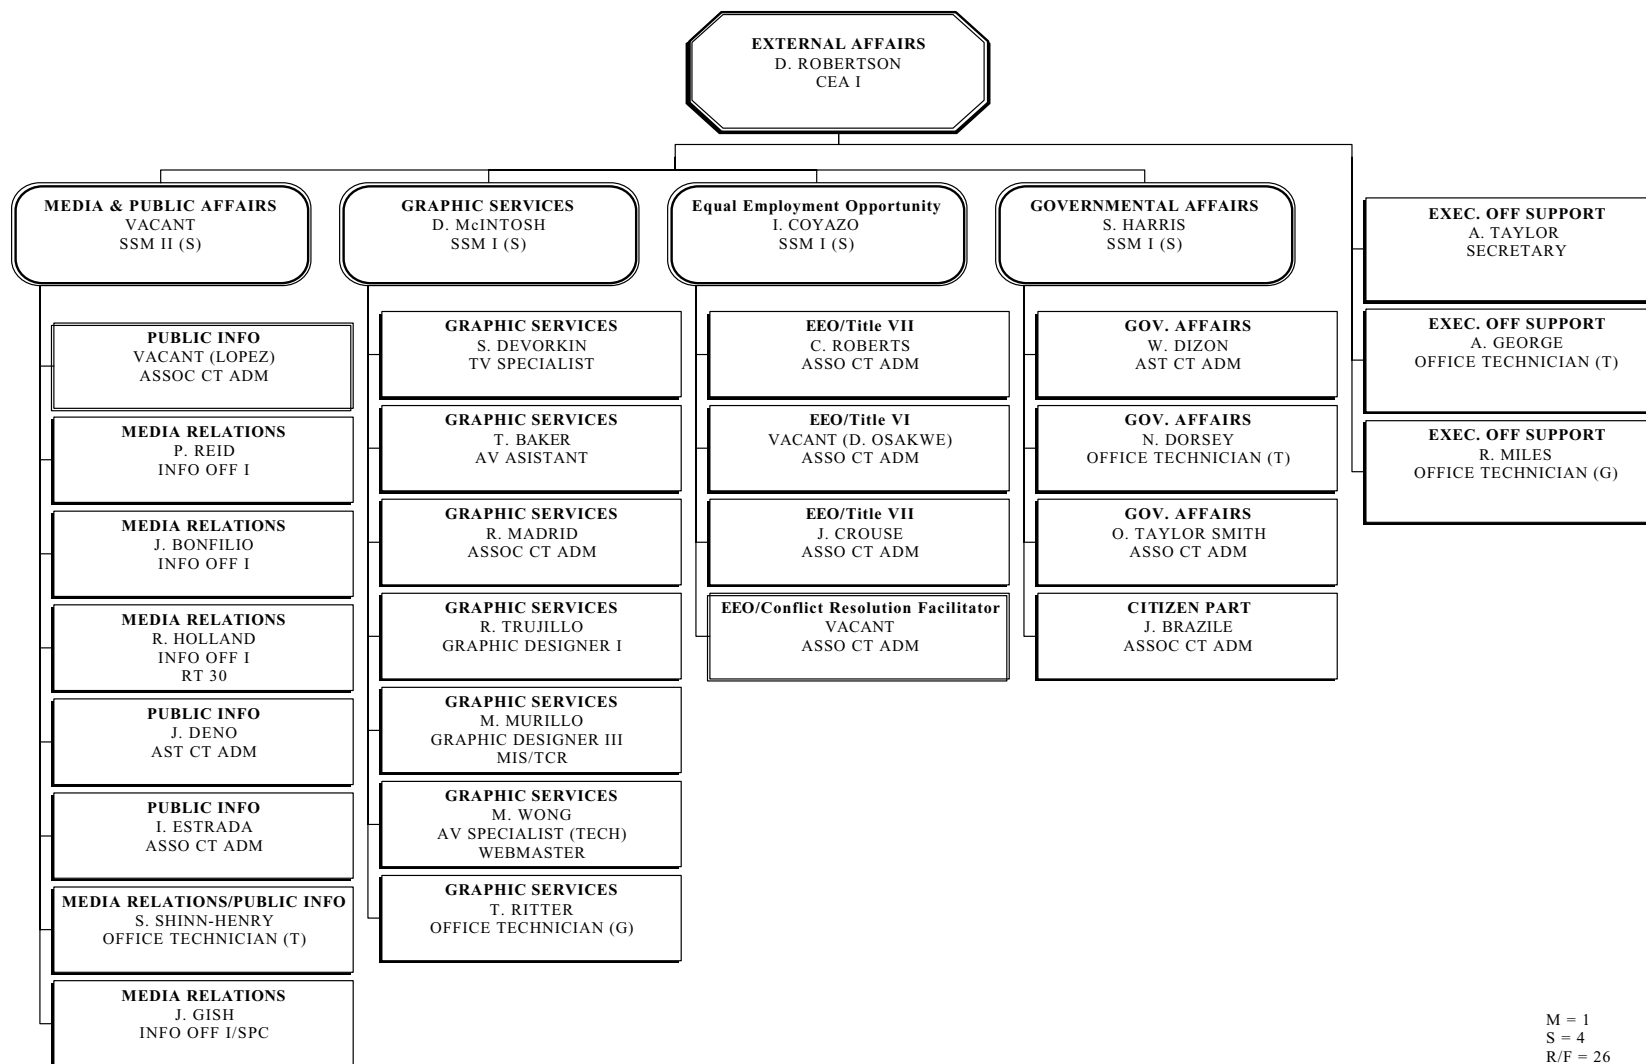 EXTERNAL AFFAIRS
D. ROBERTSON
CEA I
MEDIA & PUBLIC AFFAIRS
VACANT
SSM II (S)
GRAPHIC SERVICES
D. McINTOSH
SSM I (S)
Equal Employment Opportunity
I. COYAZO
SSM I (S)
GOVERNMENTAL AFFAIRS
S. HARRIS
SSM I (S)
EXEC. OFF SUPPORT
A. TAYLOR
SECRETARY
EXEC. OFF SUPPORT
A. GEORGE
OFFICE TECHNICIAN (T)
EXEC. OFF SUPPORT
R. MILES
OFFICE TECHNICIAN (G)
PUBLIC INFO
VACANT (LOPEZ)
ASSOC CT ADM
MEDIA RELATIONS
P. REID
INFO OFF I
MEDIA RELATIONS
J. BONFILIO
INFO OFF I
MEDIA RELATIONS
R. HOLLAND
INFO OFF I
RT 30
PUBLIC INFO
J. DENO
AST CT ADM
PUBLIC INFO
I. ESTRADA
ASSO CT ADM
MEDIA RELATIONS/PUBLIC INFO
S. SHINN-HENRY
OFFICE TECHNICIAN (T)
MEDIA RELATIONS
J. GISH
INFO OFF I/SPC
GRAPHIC SERVICES
S. DEVORKIN
TV SPECIALIST
GRAPHIC SERVICES
T. BAKER
AV ASISTANT
GRAPHIC SERVICES
R. MADRID
ASSOC CT ADM
GRAPHIC SERVICES
R. TRUJILLO
GRAPHIC DESIGNER I
GRAPHIC SERVICES
M. MURILLO
GRAPHIC DESIGNER III
MIS/TCR
GRAPHIC SERVICES
M. WONG
AV SPECIALIST (TECH)
WEBMASTER
GRAPHIC SERVICES
T. RITTER
OFFICE TECHNICIAN (G)
EEO/Title VII
C. ROBERTS
ASSO CT ADM
EEO/Title VI
VACANT (D. OSAKWE)
ASSO CT ADM
EEO/Title VII
J. CROUSE
ASSO CT ADM
EEO/Conflict Resolution Facilitator
VACANT
ASSO CT ADM
GOV. AFFAIRS
W. DIZON
AST CT ADM
GOV. AFFAIRS
N. DORSEY
OFFICE TECHNICIAN (T)
GOV. AFFAIRS
O. TAYLOR SMITH
ASSO CT ADM
CITIZEN PART
J. BRAZILE
ASSOC CT ADM
M = 1
S = 4
R/F = 26